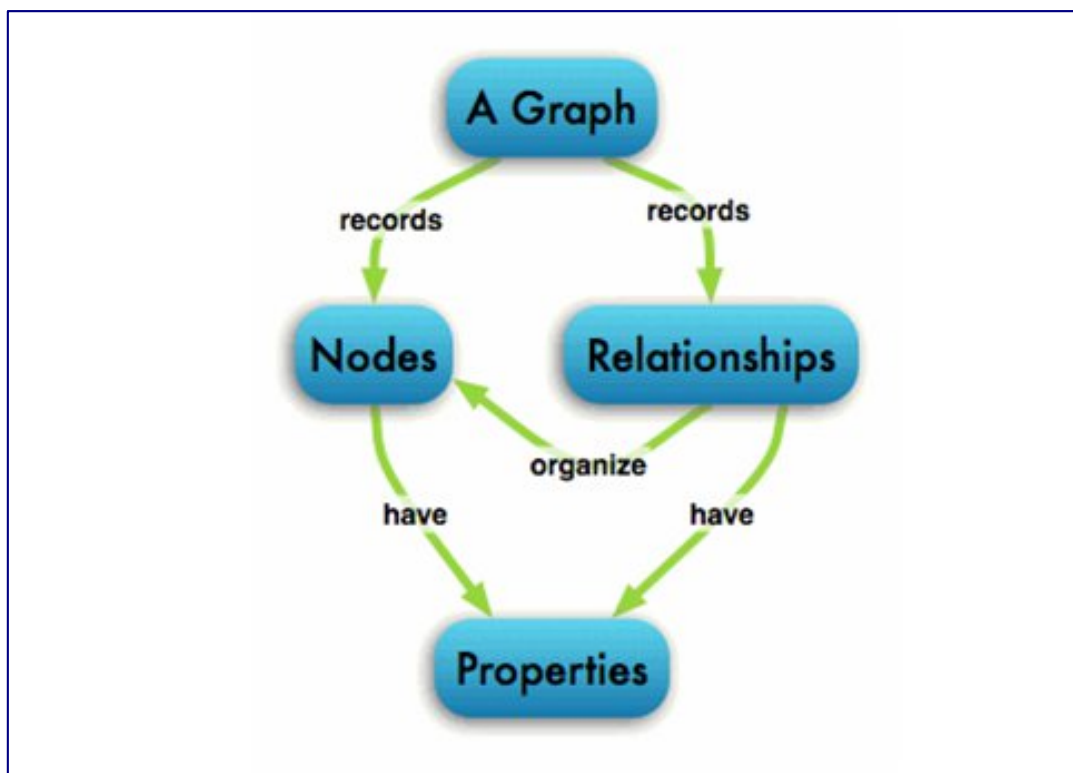 A Graph
records
records
Nodes
Relationships
organize
have
have
Properties